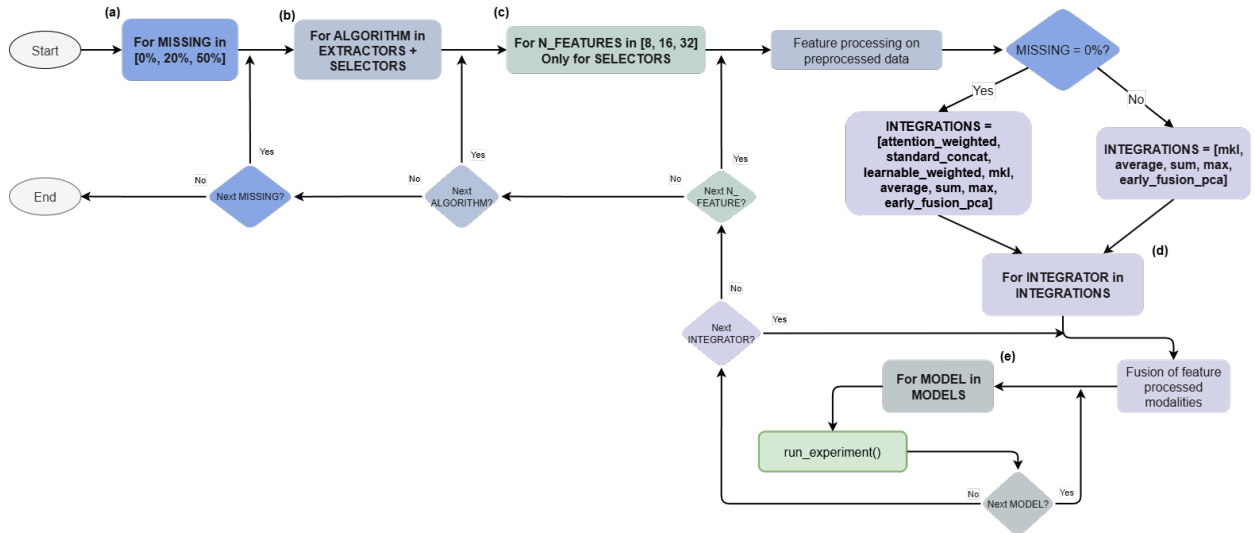 (a)
(b)
(c)
Start
For MISSING in
[0%, 20%, 50%]
For ALGORITHM in
EXTRACTORS +
SELECTORS
For N_FEATURES in [8, 16, 32]
Only for SELECTORS
Feature processing on
preprocessed data
MISSING = 0%?
Yes
No
INTEGRATIONS =
[attention_weighted,
standard_concat,
learnable_weighted, mkl,
average, sum, max,
early_fusion_pca]
INTEGRATIONS = [mkl,
average, sum, max,
early_fusion_pca]
Yes
Yes
Yes
End
No
Next MISSING?
No
Next
ALGORITHM?
No
Next N_
FEATURE?
(d)
For INTEGRATOR in
INTEGRATIONS
No
Next
INTEGRATOR?
Yes
(e)
For MODEL in
MODELS
Fusion of feature
processed
modalities
run_experiment()
No
Next MODEL?
Yes